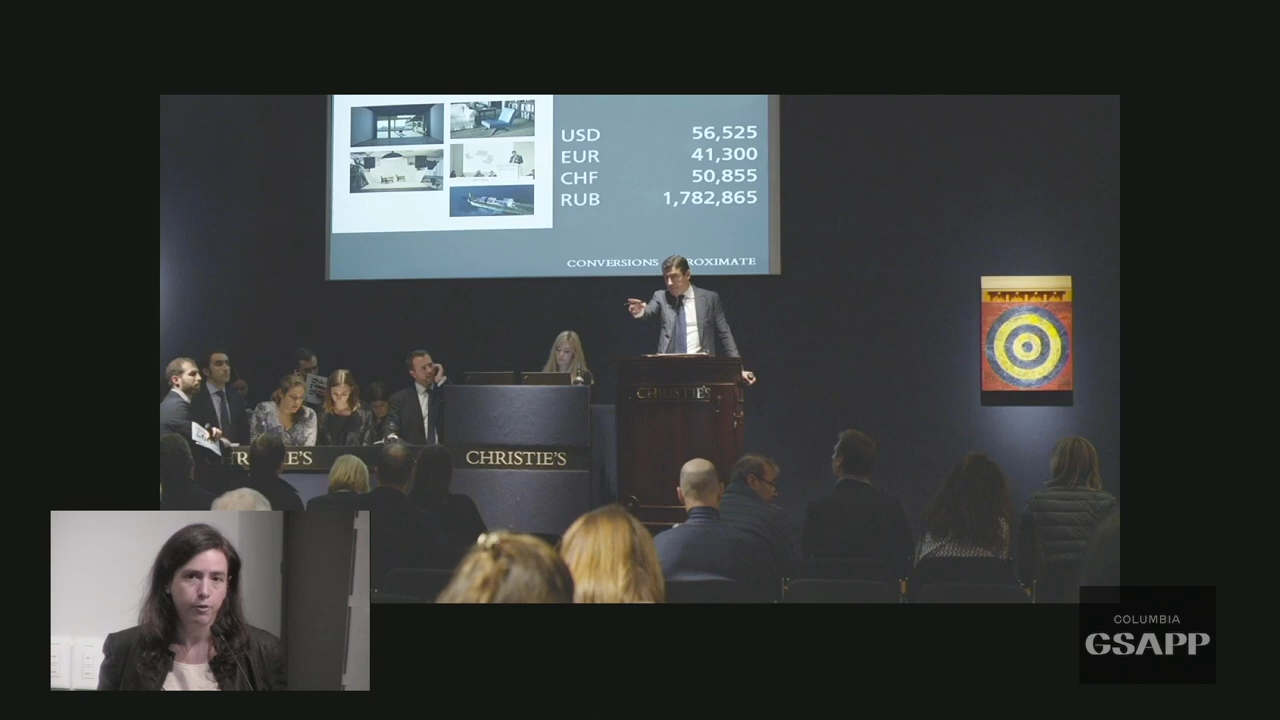 USD 56,525
EUR 41,300
CHF 50,855
RUB 1,782,865
CONVERSIONS ROXIMATE
CHRISTIE'S
CHRISTIE'S
HR E'S
COLUMBIA
GSAPP